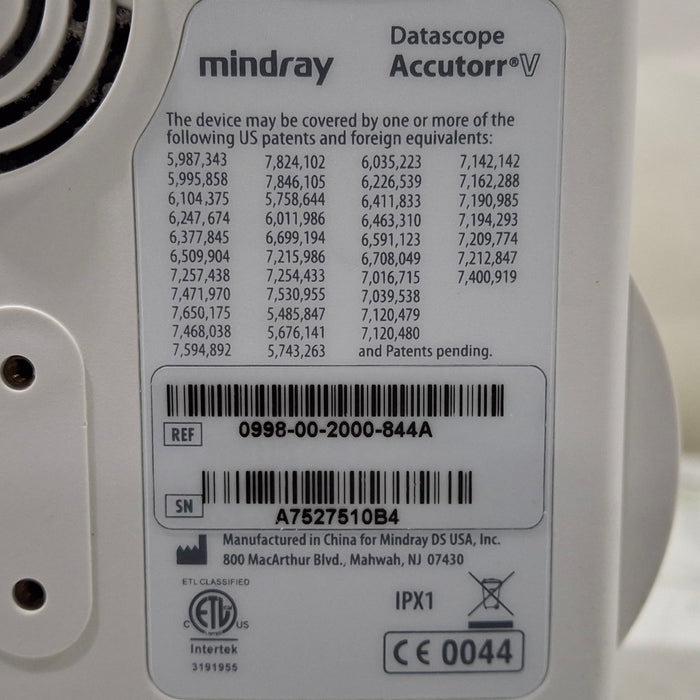 mindray
Datascope
Accutorr® V
The device may be covered by one or more of the
following US patents and foreign equivalents:
5,987,343 7,824,102 6,035,223 7,142,142
5,995,858 7,846,105 6,226,539 7,162,288
6,104,375 5,758,644 6,411,833 7,190,985
6,247,674 6,011,986 6,463,310 7,194,293
6,377,845 6,699,194 6,591,123 7,209,774
6,509,904 7,215,986 6,708,049 7,212,847
7,257,438 7,254,433 7,016,715 7,400,919
7,471,970 7,530,955 7,039,538
7,650,175 5,485,847 7,120,479
7,468,038 5,676,141 7,120,480
7,594,892 5,743,263 and Patents pending.
REF 0998-00-2000-844A
SN A7527510B4
Manufactured in China for Mindray DS USA, Inc.
800 MacArthur Blvd., Mahwah, NJ 07430
ETL CLASSIFIED
C ETL US
Intertek
3191955
IPX1
CE 0044